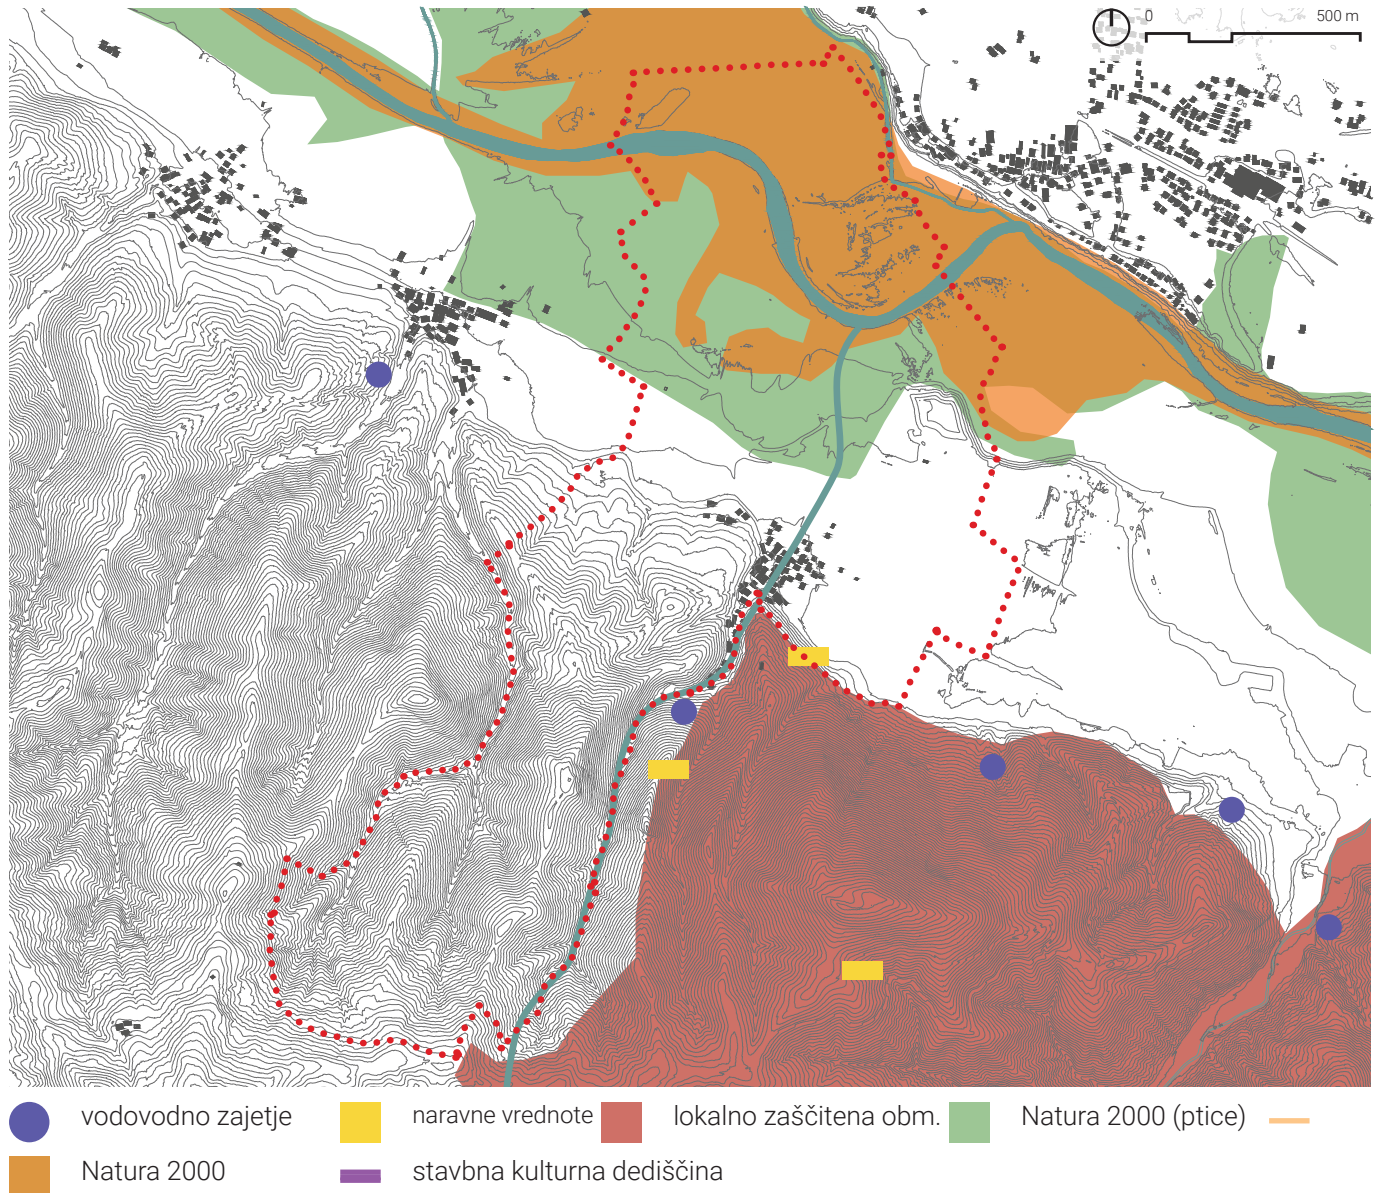 0 500 m
vodovodno zajetje naravne vrednote lokalno zaščitena obm. Natura 2000 (ptice)
Natura 2000 stavbna kulturna dediščina